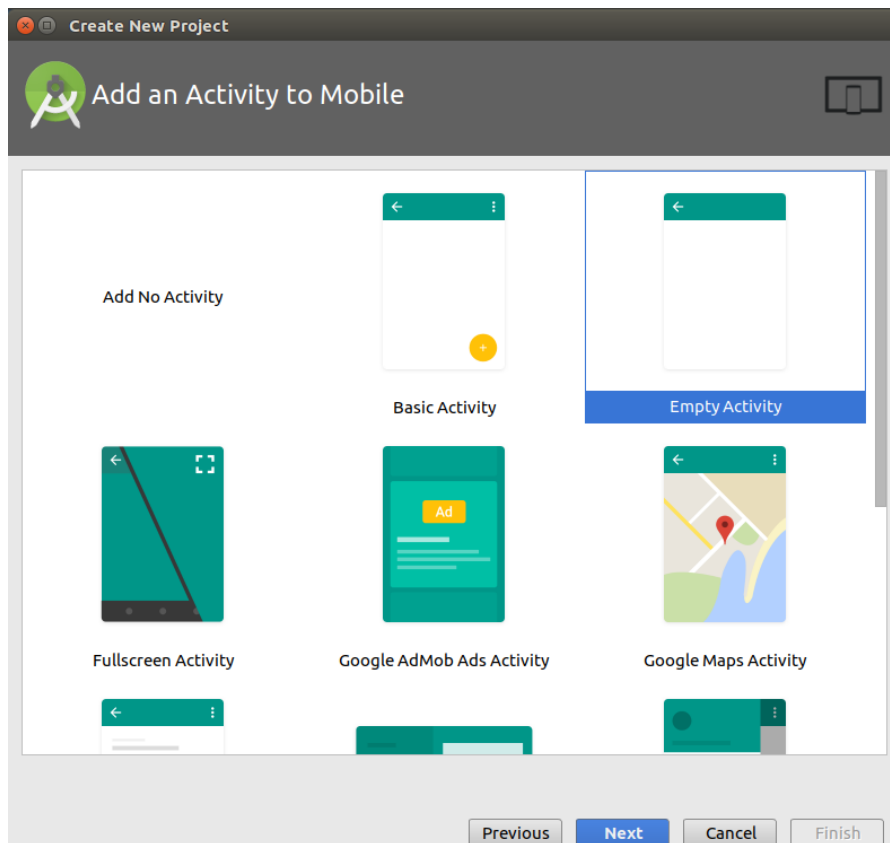 Create New Project
Add an Activity to Mobile
Add No Activity
Basic Activity
Empty Activity
Ad
Fullscreen Activity
Google AdMob Ads Activity
Google Maps Activity
Previous
Next
Cancel
Finish